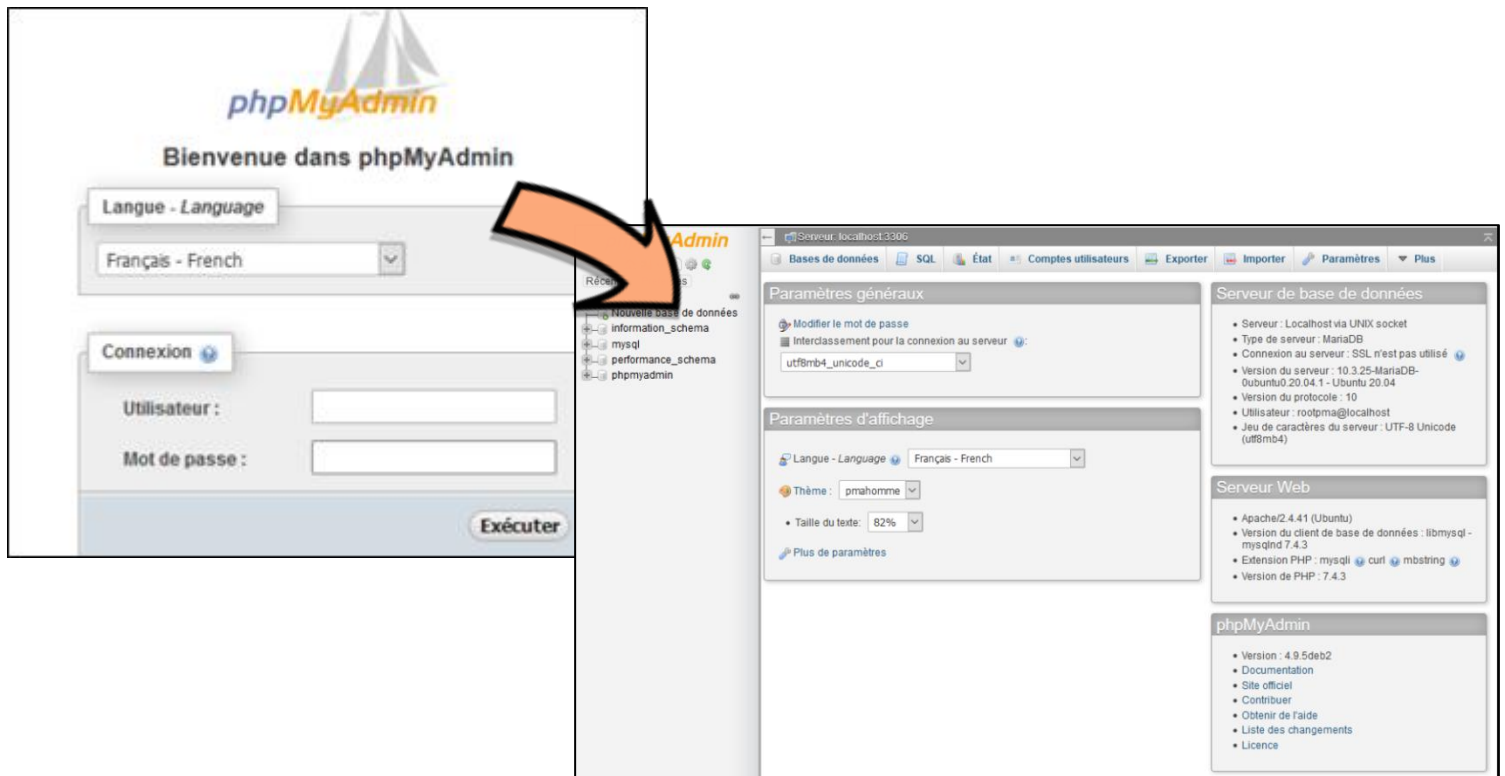 phpMyAdmin
Bienvenue dans phpMyAdmin
Langue - Language
Français - French
Connexion
Utilisateur :
Mot de passe :
Exécuter
Admin
Nouvelle base de données
information_schema
mysql
performance_schema
phpmyadmin
Serveur: localhost:3306
Bases de données SQL État Comptes utilisateurs Exporter Importer Paramètres Plus
Paramètres généraux
Modifier le mot de passe
Interclassement pour la connexion au serveur :
utf8mb4_unicode_ci
Paramètres d'affichage
Langue - Language Français - French
Thème : pmahomme
• Taille du texte: 82%
Plus de paramètres
Serveur de base de données
• Serveur : Localhost via UNIX socket
• Type de serveur : MariaDB
• Connexion au serveur : SSL n'est pas utilisé
• Version du serveur : 10.3.25-MariaDB-
0ubuntu0.20.04.1 - Ubuntu 20.04
• Version du protocole : 10
• Utilisateur : rootpma@localhost
• Jeu de caractères du serveur : UTF-8 Unicode
(utf8mb4)
Serveur Web
• Apache/2.4.41 (Ubuntu)
• Version du client de base de données : libmysql -
mysqlnd 7.4.3
• Extension PHP : mysqli curl mbstring
• Version de PHP : 7.4.3
phpMyAdmin
• Version : 4.9.5deb2
• Documentation
• Site officiel
• Contribuer
• Obtenir de l'aide
• Liste des changements
• Licence